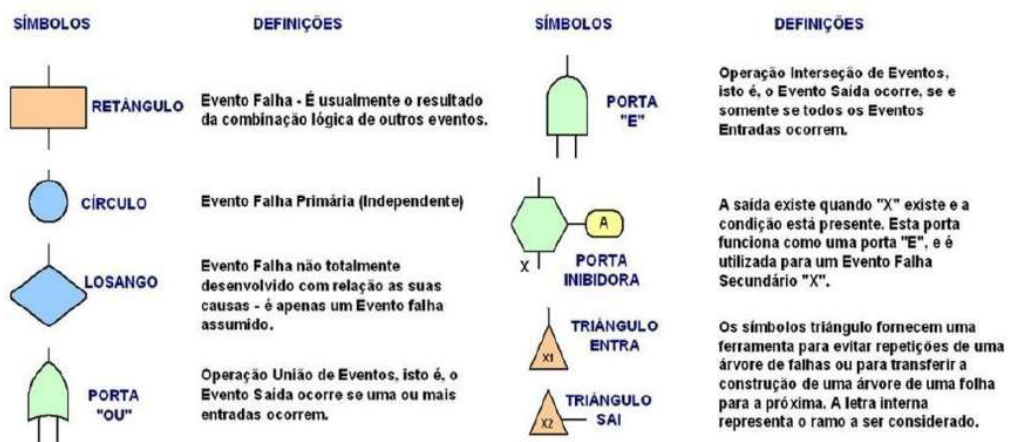 SÍMBOLOS
DEFINIÇÕES
RETÂNGULO
Evento Falha - É usualmente o resultado
da combinação lógica de outros eventos.
CÍRCULO
Evento Falha Primária (Independente)
LOSANGO
Evento Falha não totalmente
desenvolvido com relação as suas
causas - é apenas um Evento falha
assumido.
PORTA
"OU"
Operação União de Eventos, isto é, o
Evento Saída ocorre se uma ou mais
entradas ocorrem.
SÍMBOLOS
DEFINIÇÕES
PORTA
"E"
Operação Interseção de Eventos,
isto é, o Evento Saída ocorre, se e
somente se todos os Eventos
Entradas ocorrem.
A
X
PORTA
INIBIDORA
A saída existe quando "X" existe e a
condição está presente. Esta porta
funciona como uma porta "E", e é
utilizada para um Evento Falha
Secundário "X".
X1
TRIÂNGULO
ENTRA
X2
TRIÂNGULO
SAI
Os símbolos triángulo fornecem uma
ferramenta para evitar repetições de uma
árvore de falhas ou para transferir a
construção de uma árvore de uma folha
para a próxima. A letra interna
representa o ramo a ser considerado.